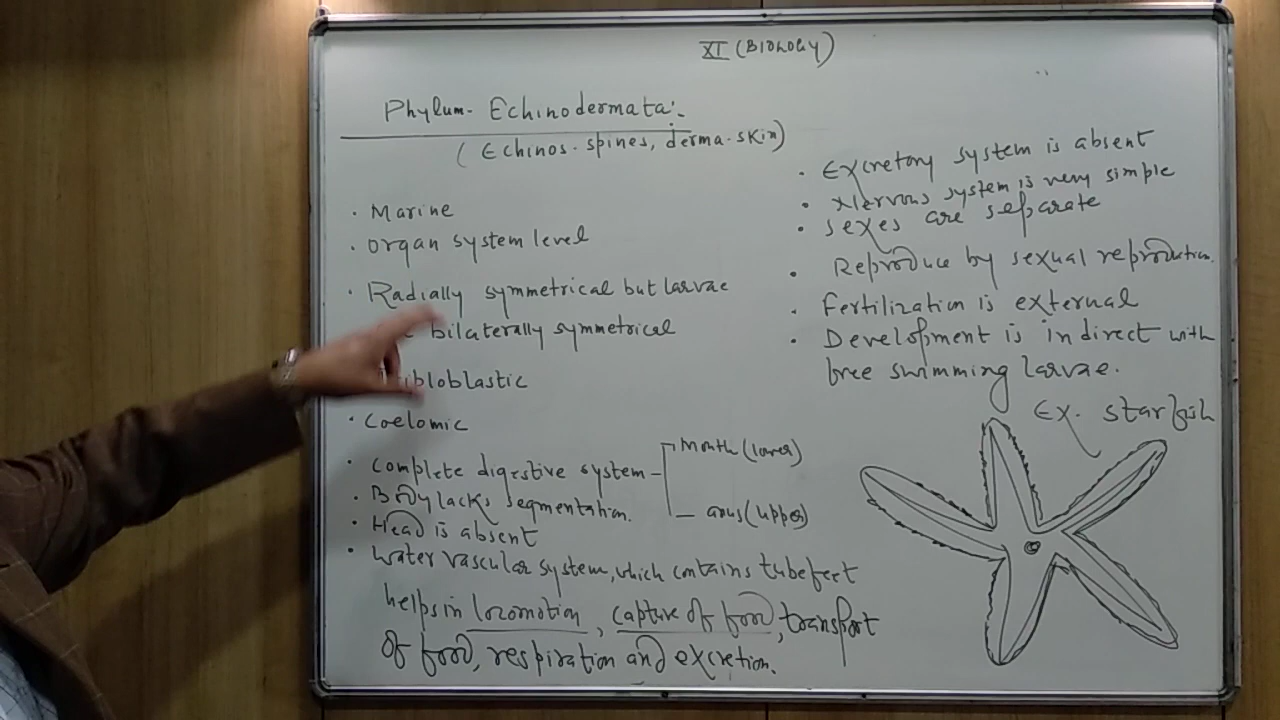 XI (BIOLOGY)
Phylum- Echinodermata:-
( Echinos- spines, derma-skin)
· Marine
· organ system level
· Radially symmetrical but larvae
bilaterally symmetrical
bloblastic
· Coelomic
· Complete digestive system
Mouth (lower)
anus (upper)
· Body lacks segmentation.
· Head is absent
· Water vascular system, which contains tube feet
helps in locomotion, capture of food, transport
of food, respiration and excretion.
· Excretory system is absent
· Nervous system is very simple
· sexes are separate
· Reproduce by sexual reproduction.
· Fertilization is external
· Development is indirect with
free swimming larvae.
Ex. starfish